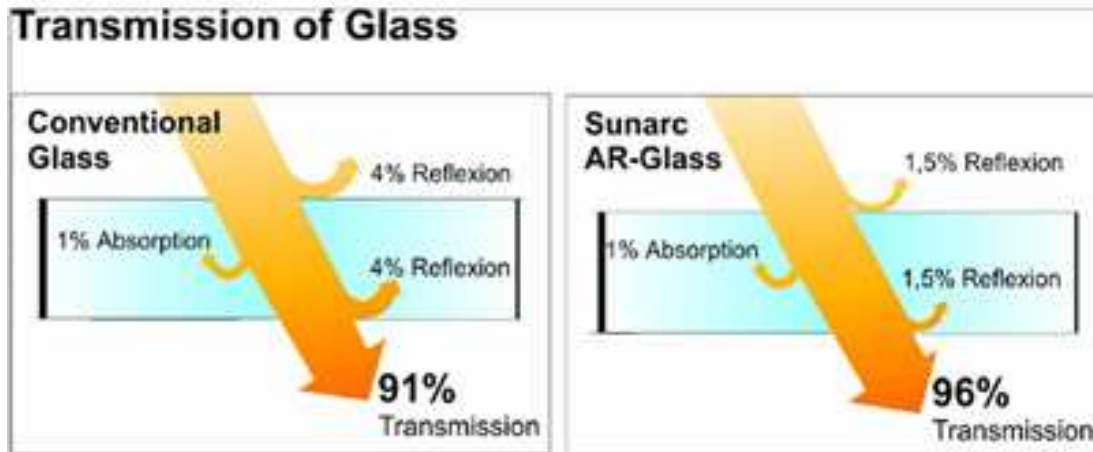 Transmission of Glass
Conventional
Glass
4% Reflexion
1% Absorption
4% Reflexion
91%
Transmission
Sunarc
AR-Glass
1,5% Reflexion
1% Absorption
1,5% Reflexion
96%
Transmission